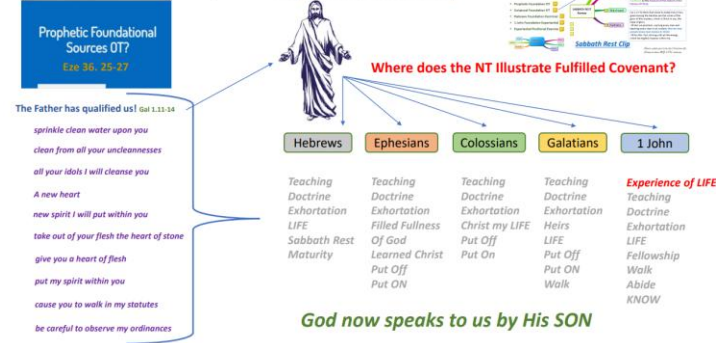 Prophetic Foundational
Sources OT?
Eze 36. 25-27
Sabbath Rest Clip
Where does the NT Illustrate Fulfilled Covenant?
The Father has qualified us! Gal 1.11-14
sprinkle clean water upon you
clean from all your uncleannesses
all your idols I will cleanse you
A new heart
new spirit I will put within you
take out of your flesh the heart of stone
give you a heart of flesh
put my spirit within you
cause you to walk in my statutes
be careful to observe my ordinances
Hebrews
Teaching
Doctrine
Exhortation
LIFE
Sabbath Rest
Maturity
Ephesians
Teaching
Doctrine
Exhortation
Filled Fullness
Of God
Learned Christ
Put Off
Put ON
Colossians
Teaching
Doctrine
Exhortation
Christ my LIFE
Put Off
Put On
Galatians
Teaching
Doctrine
Exhortation
Heirs
LIFE
Put Off
Put ON
Walk
1 John
Experience of LIFE
Teaching
Doctrine
Exhortation
LIFE
Fellowship
Walk
Abide
KNOW
God now speaks to us by His SON